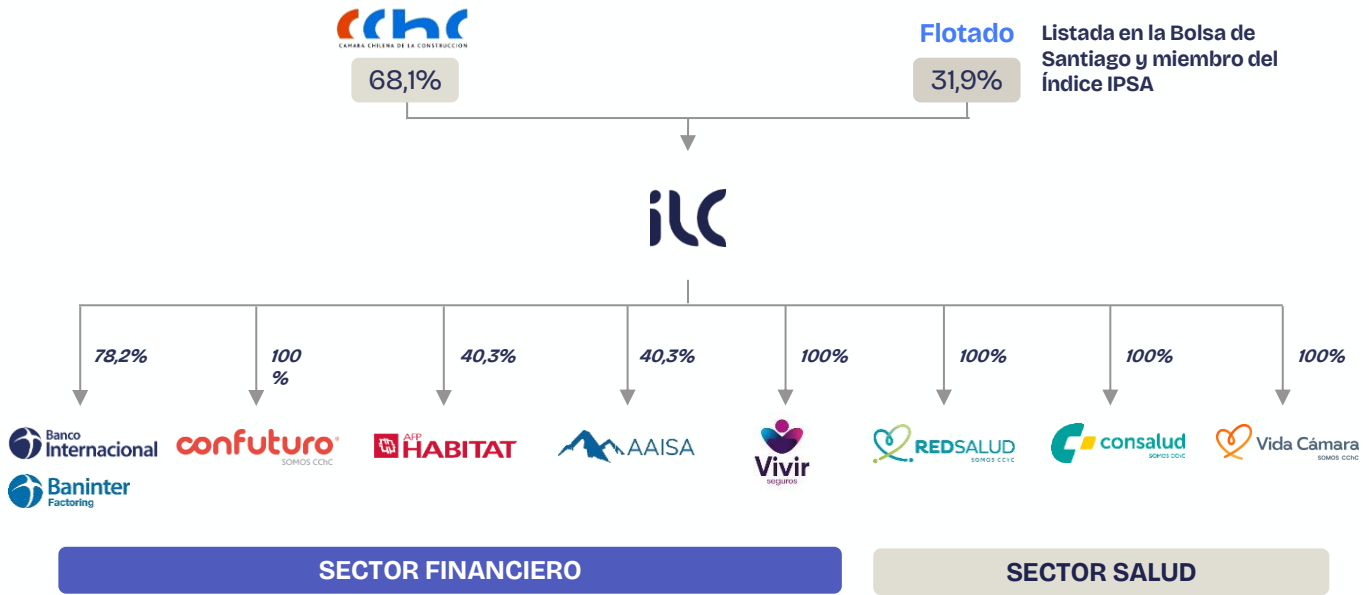 cchc
CÁMARA CHILENA DE LA CONSTRUCCIÓN
68,1%
Flotado
31,9%
Listada en la Bolsa de
Santiago y miembro del
Índice IPSA
ilc
78,2%
100
%
40,3%
40,3%
100%
100%
100%
100%
Banco
Internacional
Baninter
Factoring
confuturo
SOMOS CChC
AFP
HABITAT
AAISA
Vivir
seguros
REDSALUD
SOMOS CChC
consalud
SOMOS CChC
Vida Cámara
SOMOS CChC
SECTOR FINANCIERO
SECTOR SALUD